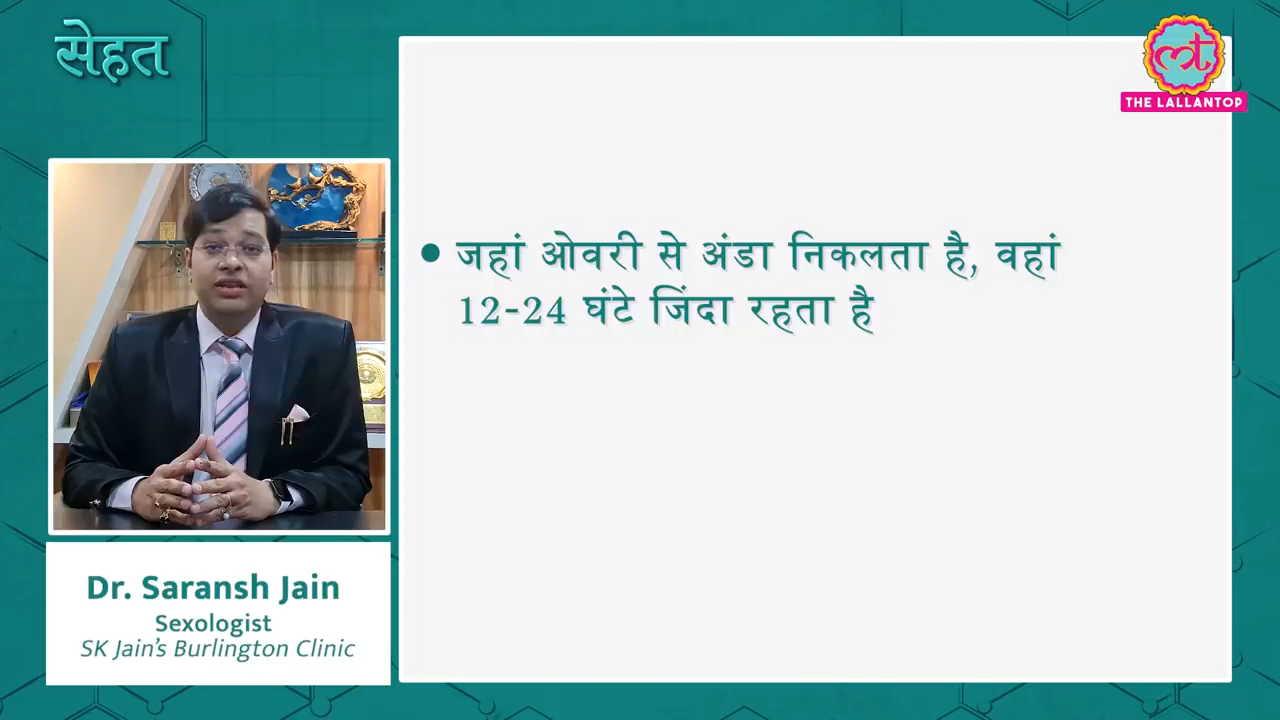 सेहत
THE LALLANTOP
• जहां ओवरी से अंडा निकलता है, वहां
12-24 घंटे जिंदा रहता है
Dr. Saransh Jain
Sexologist
SK Jain's Burlington Clinic